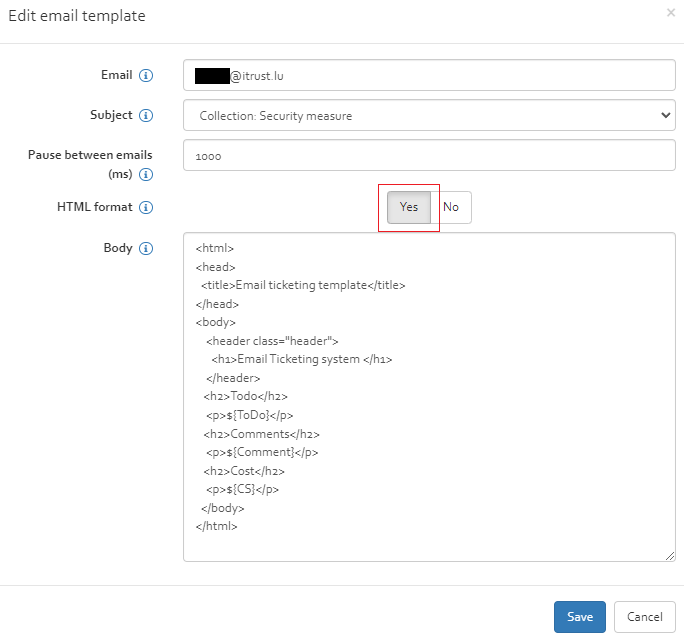 Edit email template
×
Email
@itrust.lu
Subject
Collection: Security measure
Pause between emails
(ms)
1000
HTML format
Yes
No
Body
<html>
<head>
<title>Email ticketing template</title>
</head>
<body>
<header class="header">
<h1>Email Ticketing system </h1>
</header>
<h2>Todo</h2>
<p>${ToDo}</p>
<h2>Comments</h2>
<p>${Comment}</p>
<h2>Cost</h2>
<p>${CS}</p>
</body>
</html>
Save
Cancel